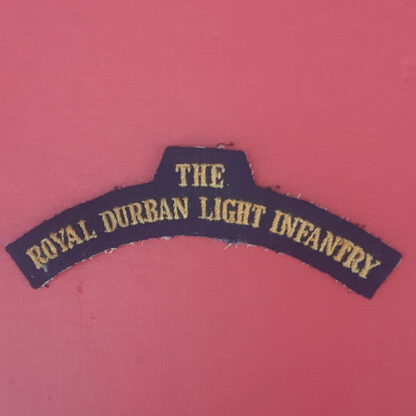 THE
ROYAL DURBAN LIGHT INFANTRY